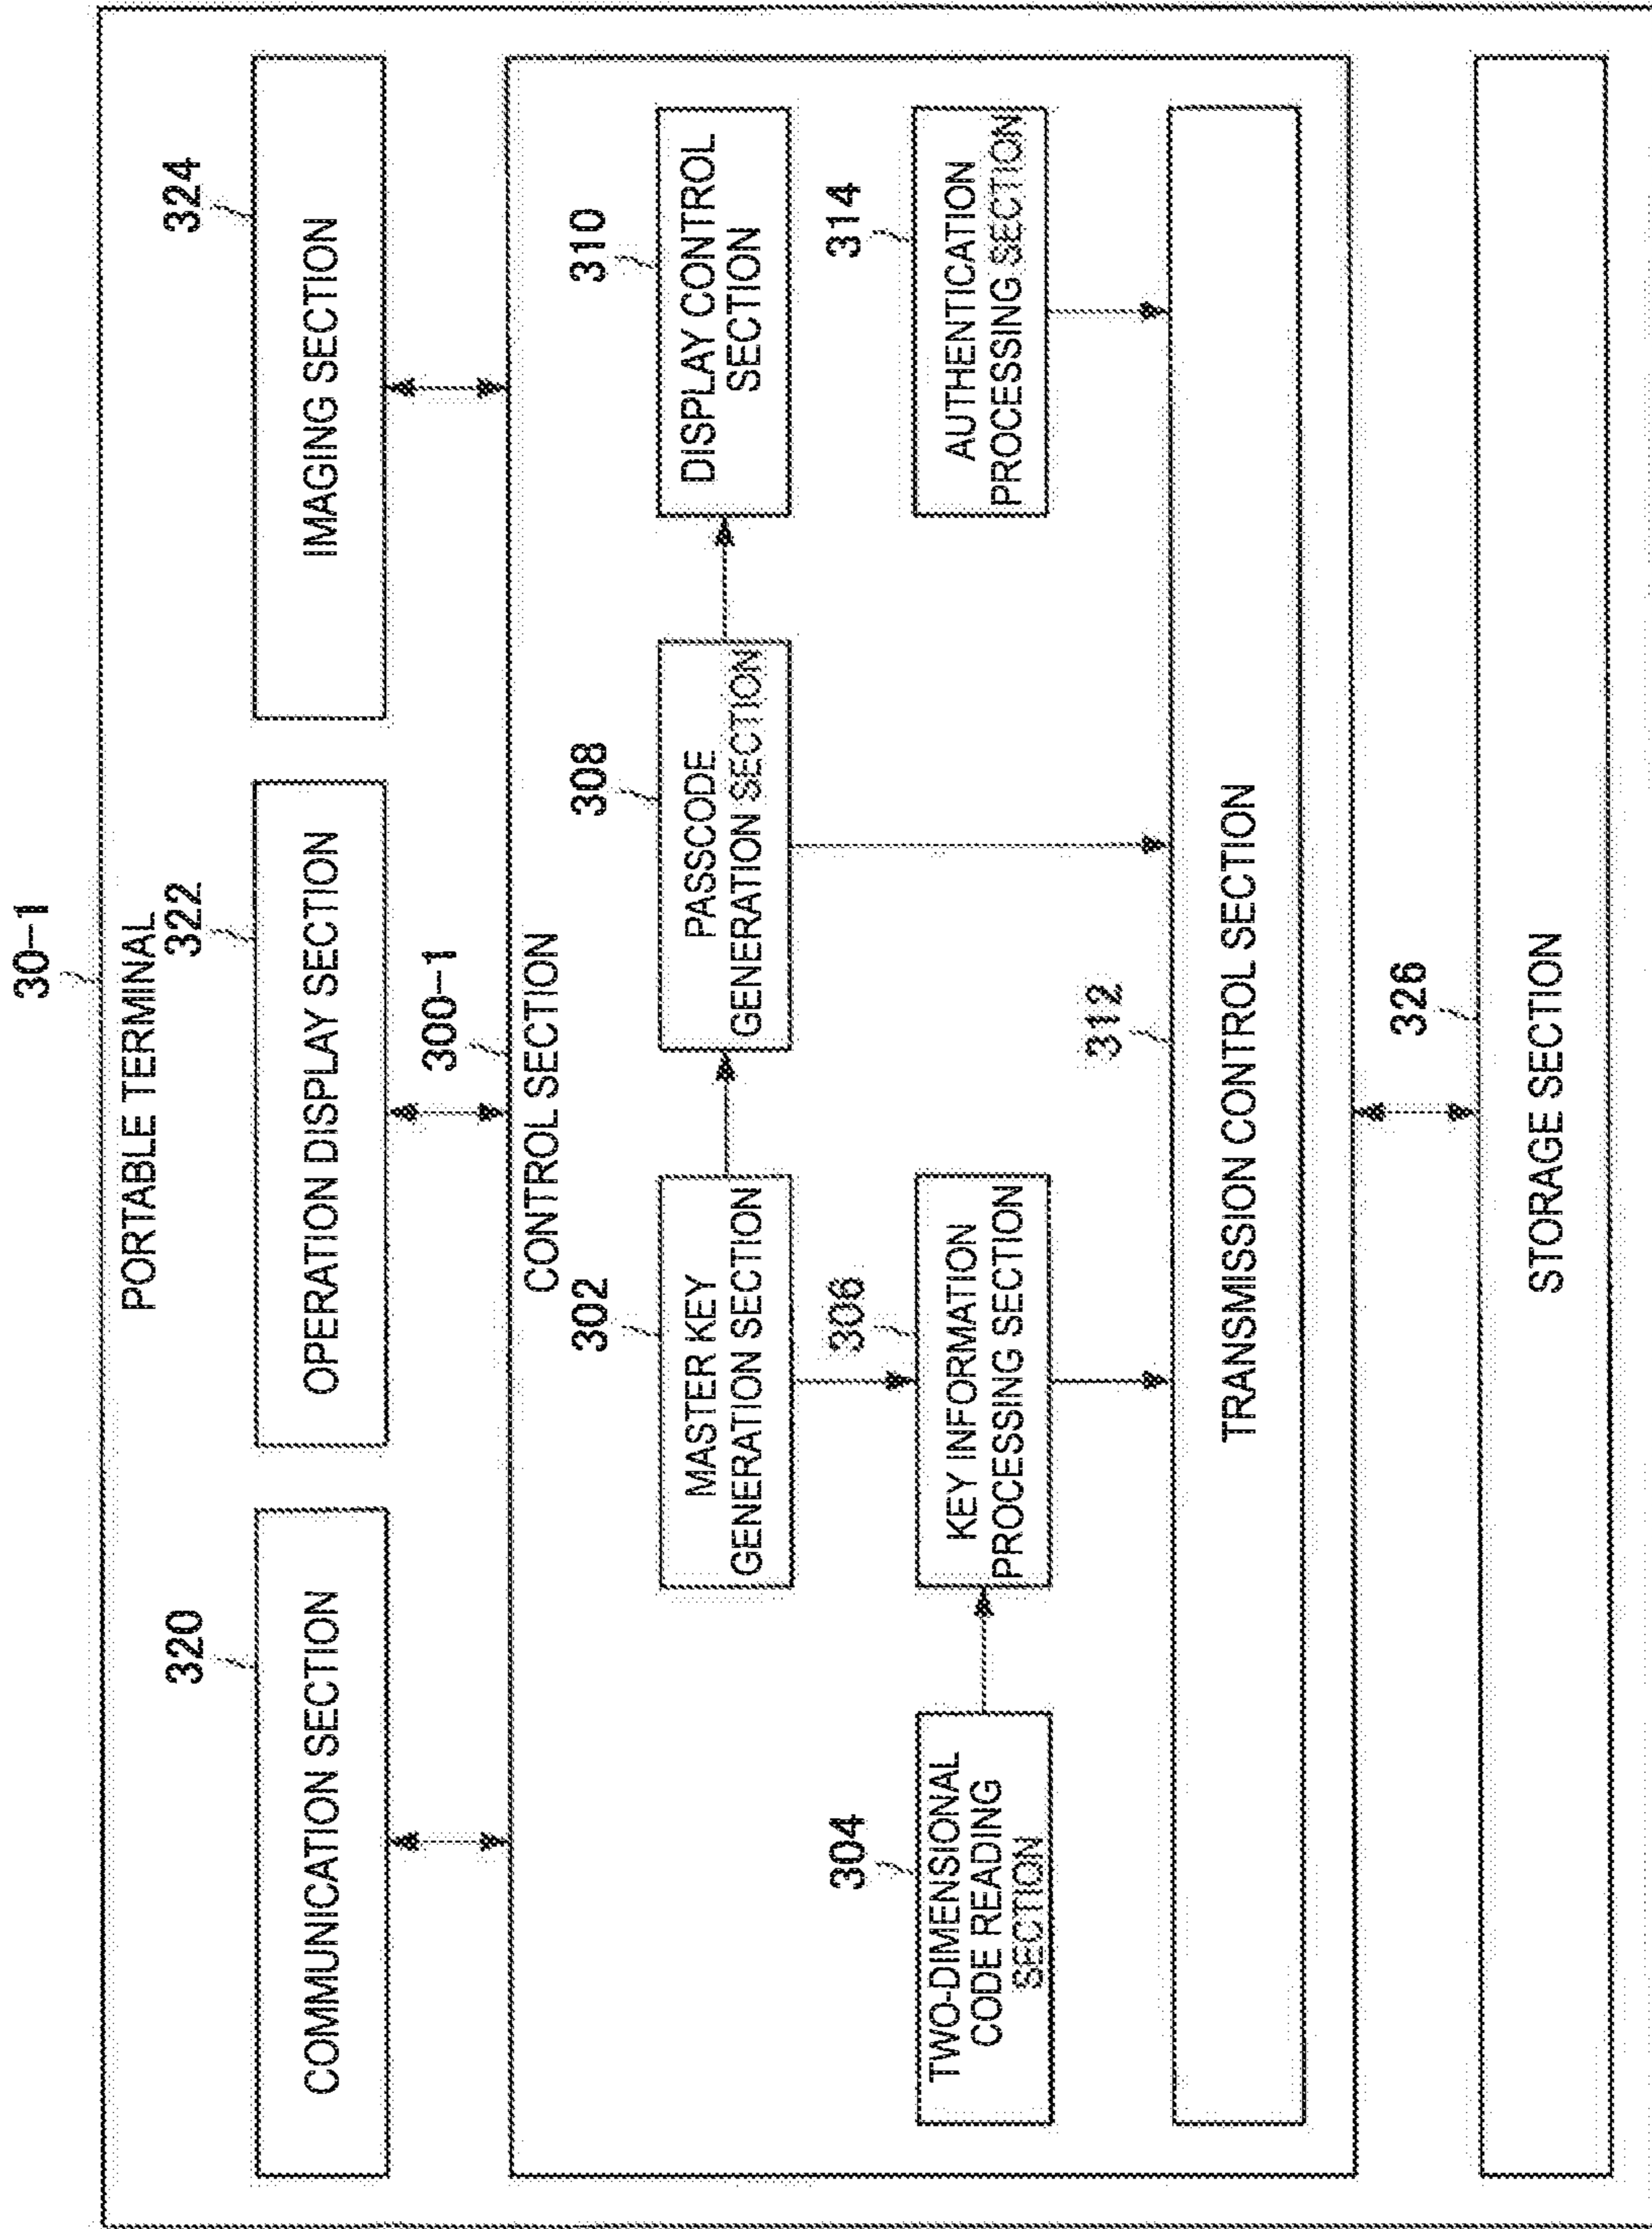 30-1
PORTABLE TERMINAL
320
322
324
COMMUNICATION SECTION
OPERATION DISPLAY SECTION
IMAGING SECTION
300-1
CONTROL SECTION
302
308
310
MASTER KEY
GENERATION SECTION
PASSCODE
GENERATION SECTION
DISPLAY CONTROL
SECTION
304
306
314
TWO-DIMENSIONAL
CODE READING
SECTION
KEY INFORMATION
PROCESSING SECTION
AUTHENTICATION
PROCESSING SECTION
312
TRANSMISSION CONTROL SECTION
326
STORAGE SECTION